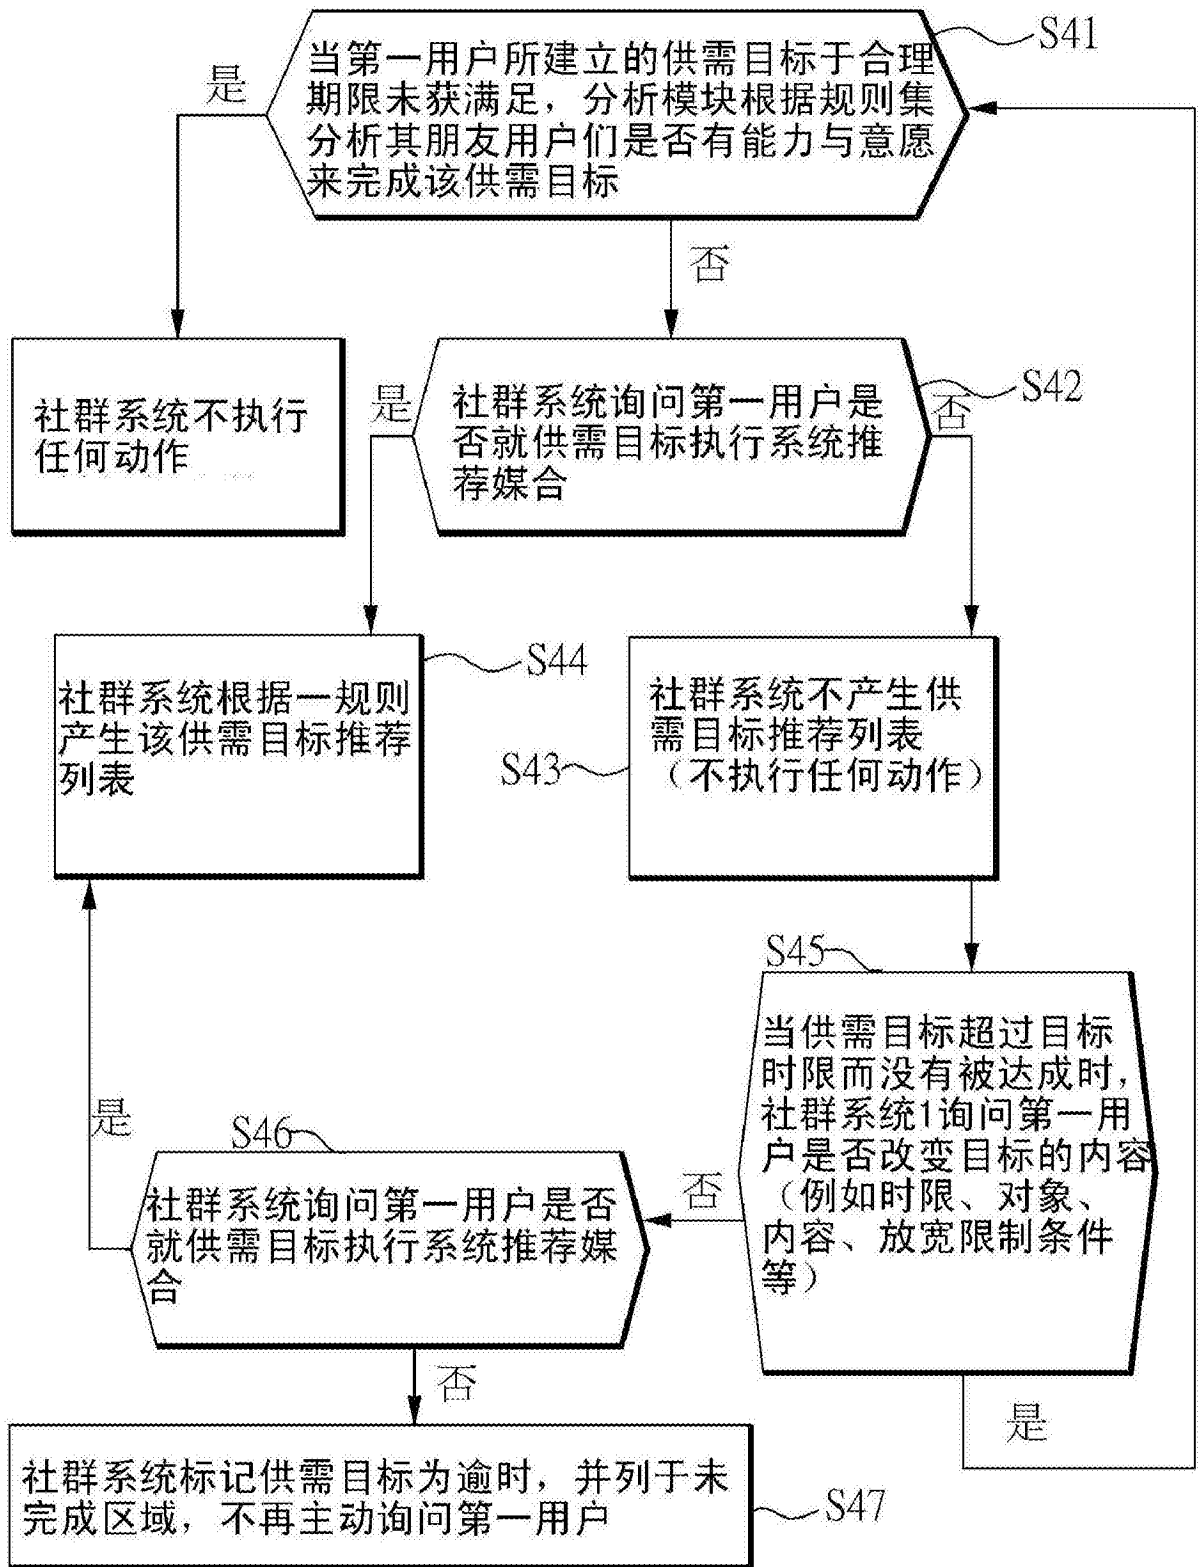 S41
当第一用户所建立的供需目标于合理
期限未获满足，分析模块根据规则集
分析其朋友用户们是否有能力与意愿
来完成该供需目标
是
否
社群系统不执行
任何动作
S42
社群系统询问第一用户是
否就供需目标执行系统推
荐媒合
是
否
S44
社群系统根据一规则
产生该供需目标推荐
列表
S43
社群系统不产生供
需目标推荐列表
（不执行任何动作）
S45
当供需目标超过目标
时限而没有被达成时，
社群系统1询问第一用
户是否改变目标的内容
（例如时限、对象、
内容、放宽限制条件
等）
是
否
S46
社群系统询问第一用户是否
就供需目标执行系统推荐媒
合
是
否
S47
社群系统标记供需目标为逾时，并列于未
完成区域，不再主动询问第一用户